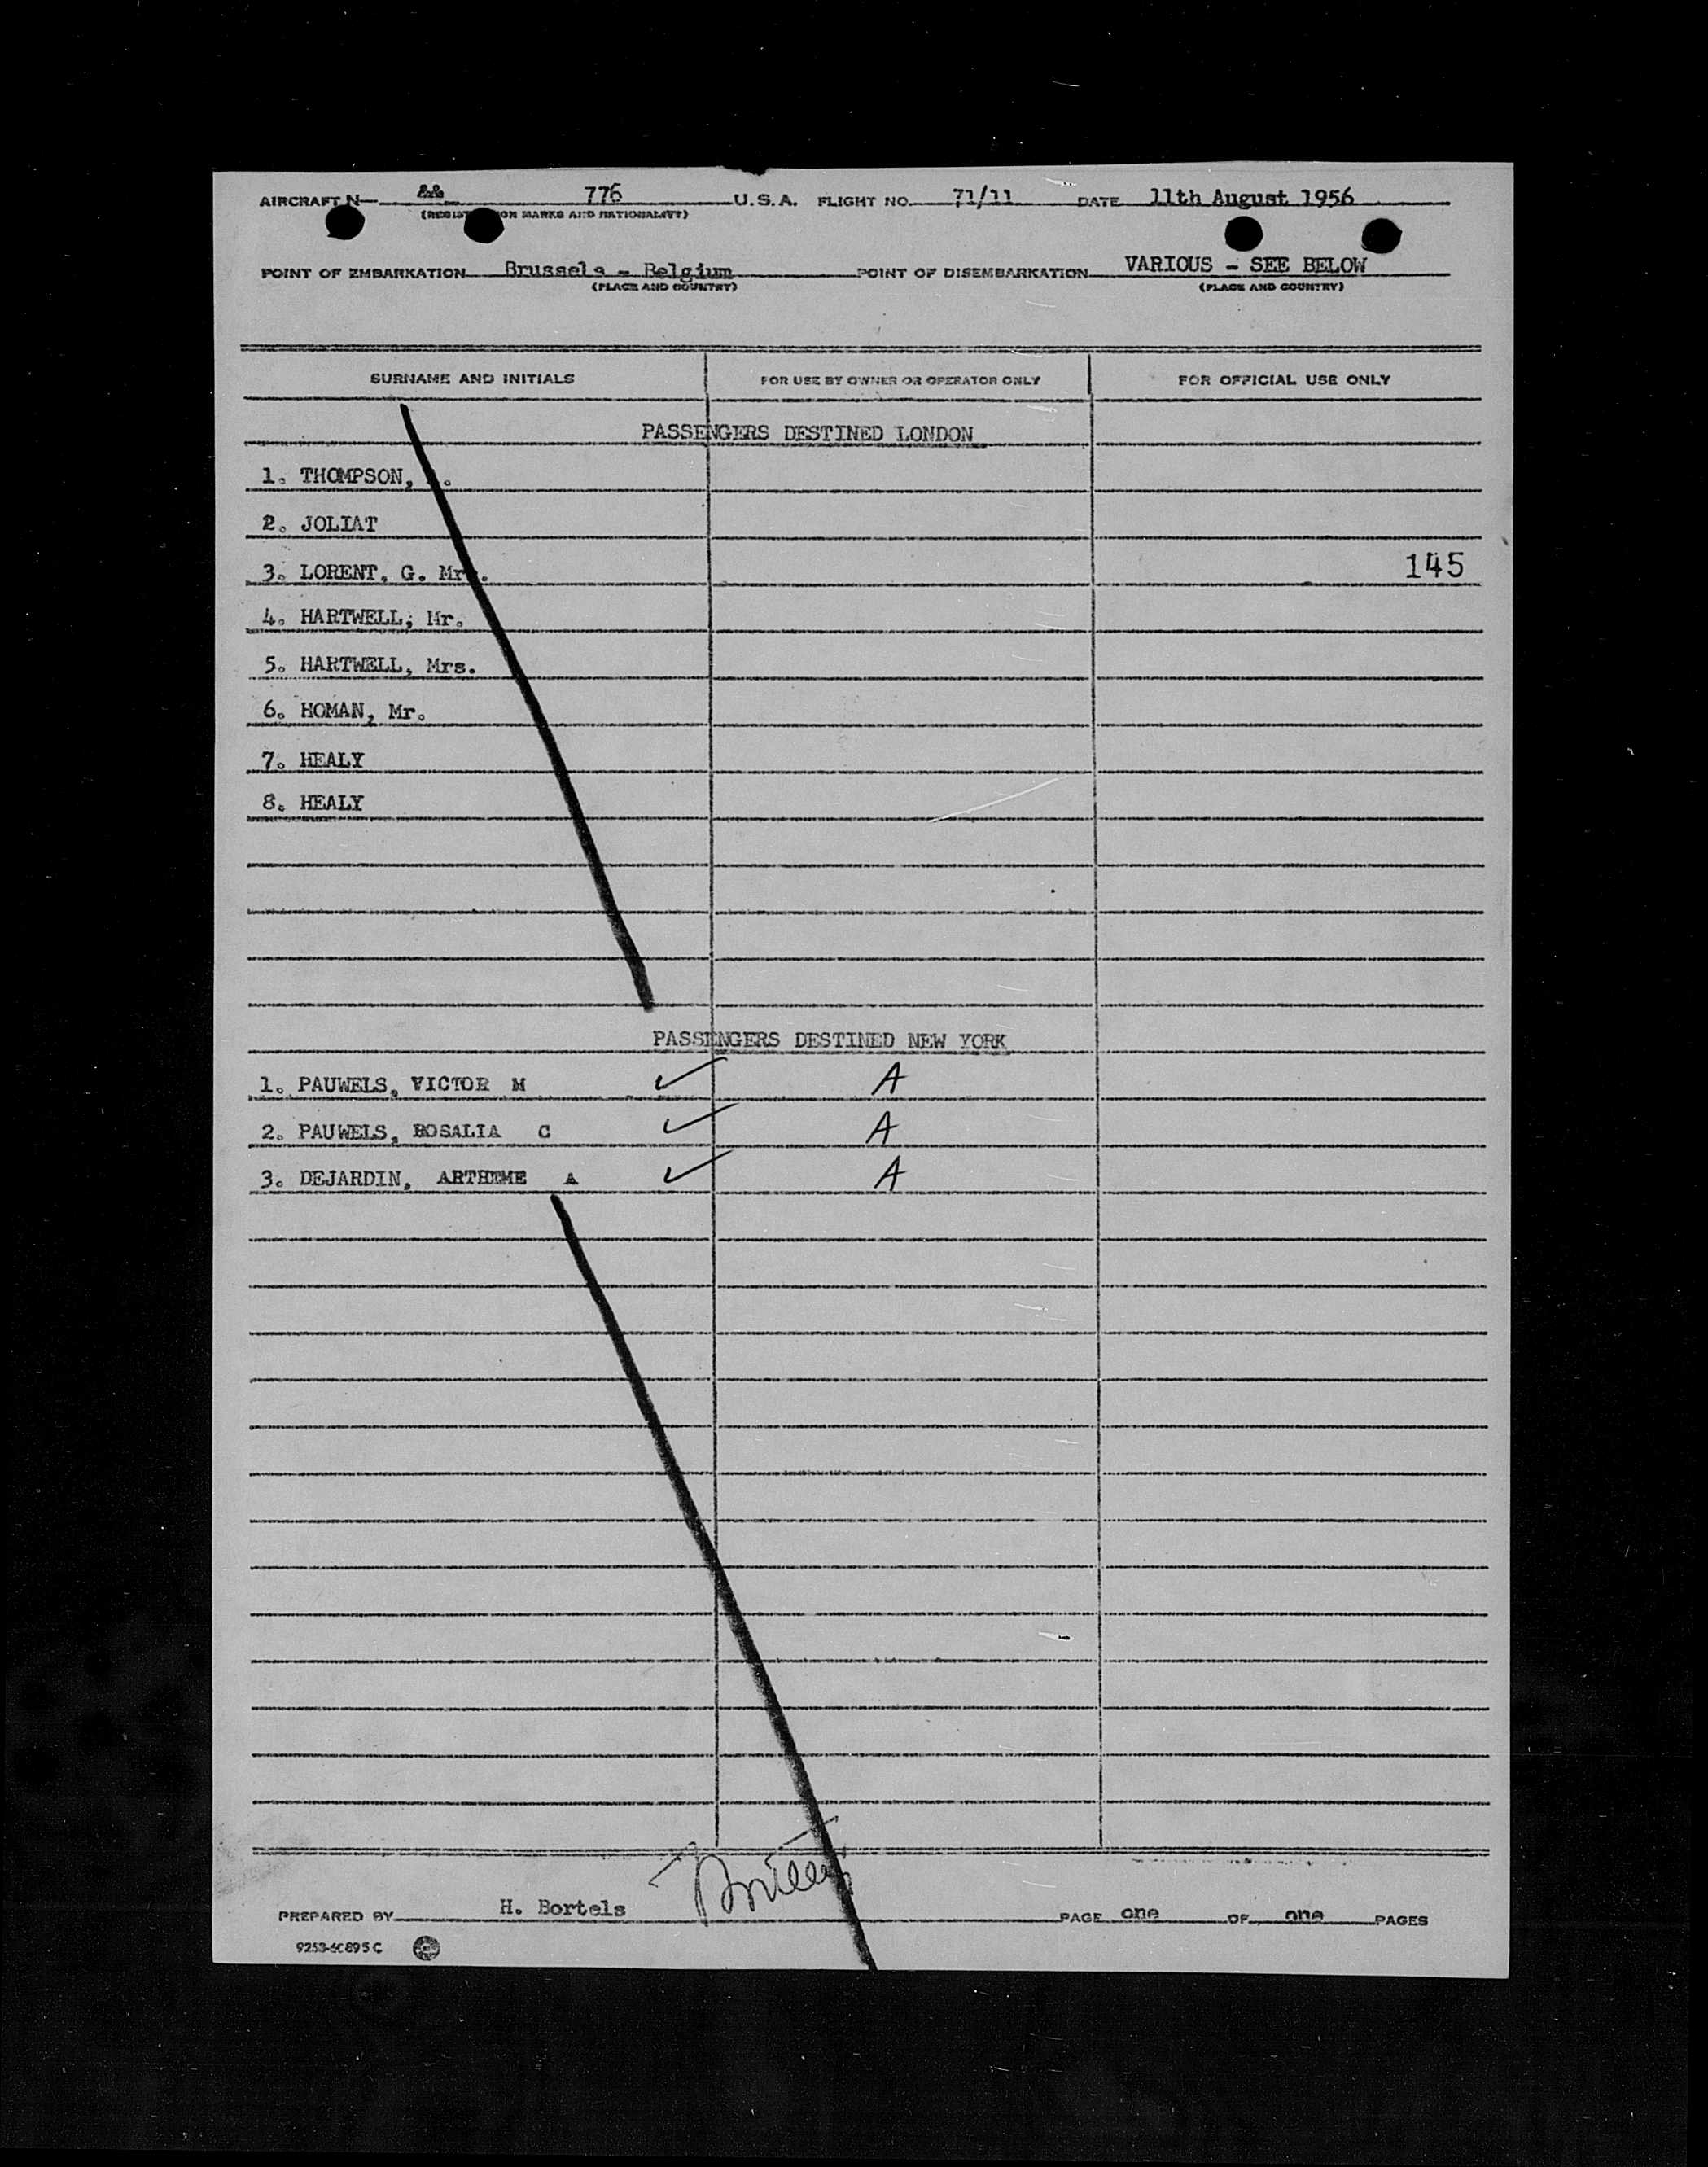 AIRCRAFT N— && 776 U.S.A. FLIGHT NO. 71/11 DATE 11th August 1956
(REGIST ON MARKS AND NATIONALITY)
POINT OF EMBARKATION Brussels - Belgium POINT OF DISEMBARKATION VARIOUS - SEE BELOW
(PLACE AND COUNTRY) (PLACE AND COUNTRY)
SURNAME AND INITIALS FOR USE BY OWNER OR OPERATOR ONLY FOR OFFICIAL USE ONLY
PASSENGERS DESTINED LONDON
1. THOMPSON,
2. JOLIAT
3. LORENT, G. 145
4. HARTWELL, Mr.
5. HARTWELL, Mrs.
6. HOMAN, Mr.
7. HEALY
8. HEALY
PASSENGERS DESTINED NEW YORK
1. PAUWELS, VICTOR M ✓ A
2. PAUWELS, ROSALIA C ✓ A
3. DEJARDIN, A ✓ A
PREPARED BY H. Bortels PAGE one OF one PAGES